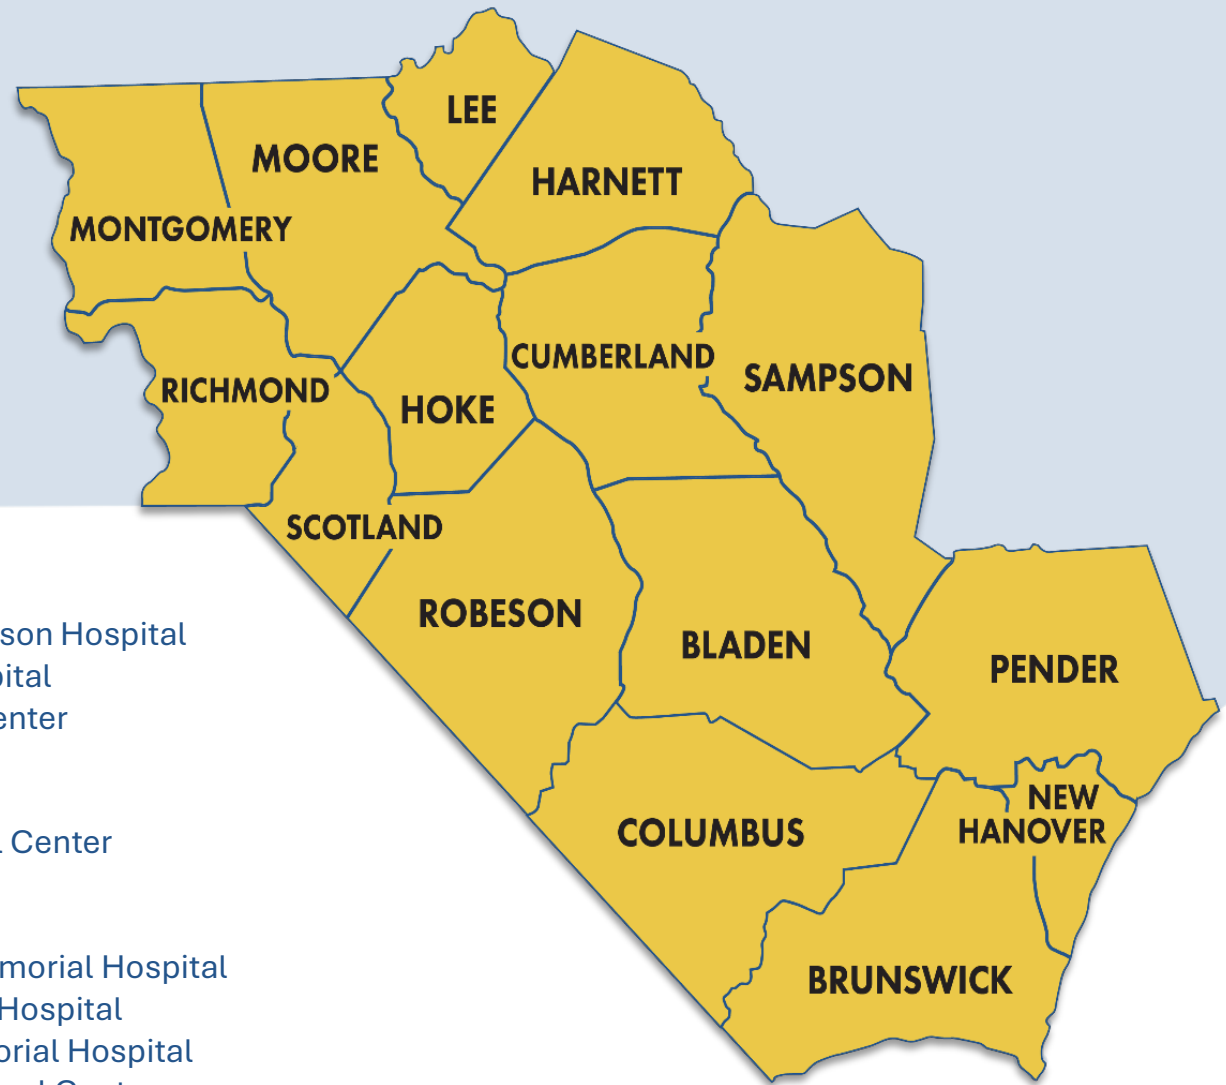 LEE
MOORE
HARNETT
MONTGOMERY
CUMBERLAND
SAMPSON
RICHMOND
HOKE
SCOTLAND
ROBESON
BLADEN
PENDER
NEW
HANOVER
COLUMBUS
BRUNSWICK
son Hospital
pital
enter
Center
morial Hospital
Hospital
orial Hospital